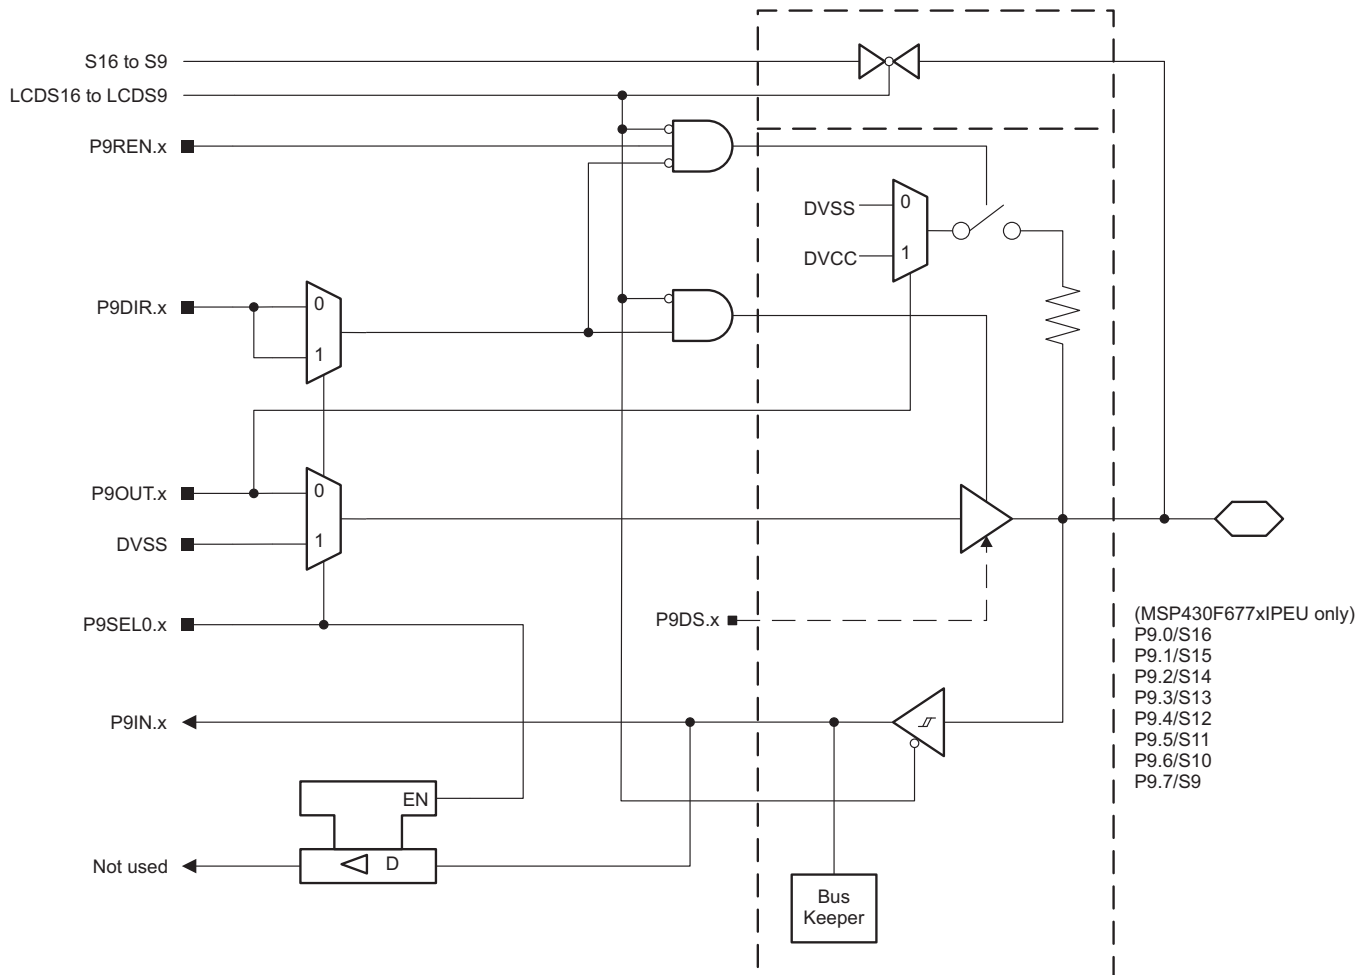 S16 to S9
LCDS16 to LCDS9
P9REN.x
DVSS
0
DVCC
1
P9DIR.x
0
1
P9OUT.x
0
DVSS
1
P9SEL0.x
P9DS.x
(MSP430F677xIPEU only)
P9.0/S16
P9.1/S15
P9.2/S14
P9.3/S13
P9.4/S12
P9.5/S11
P9.6/S10
P9.7/S9
P9IN.x
EN
Not used
D
Bus
Keeper